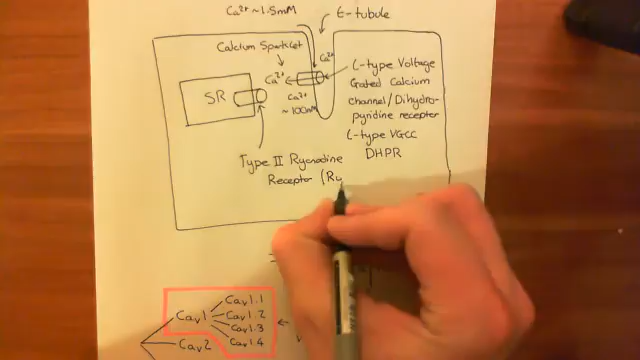 Ca²⁺ ~ 1.5mM
t-tubule
Calcium Sparklet
Ca²⁺
Ca²⁺
L-type Voltage
Gated Calcium
channel/Dihydro-
pyridine receptor
L-type VGCC
DHPR
SR
Ca²⁺
~100nM
Type II Ryanodine
Receptor (Ry
Cav1
Cav1.1
Cav1.2
Cav1.3
Cav1.4
Cav2